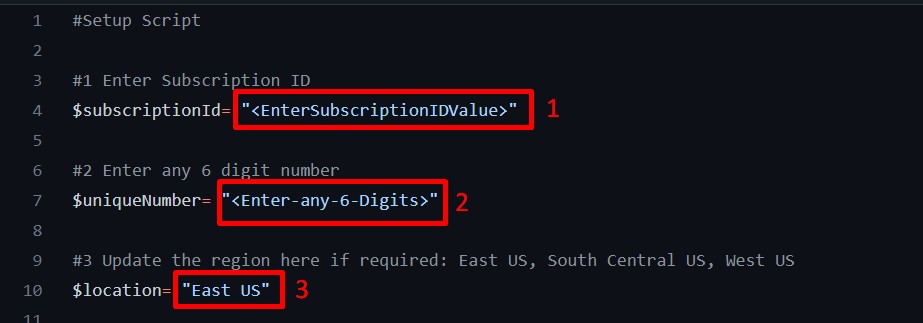 1 #Setup Script
2
3 #1 Enter Subscription ID
4 $subscriptionId= "<EnterSubscriptionIDValue>" 1
5
6 #2 Enter any 6 digit number
7 $uniqueNumber= "<Enter-any-6-Digits>" 2
8
9 #3 Update the region here if required: East US, South Central US, West US
10 $location= "East US" 3
11